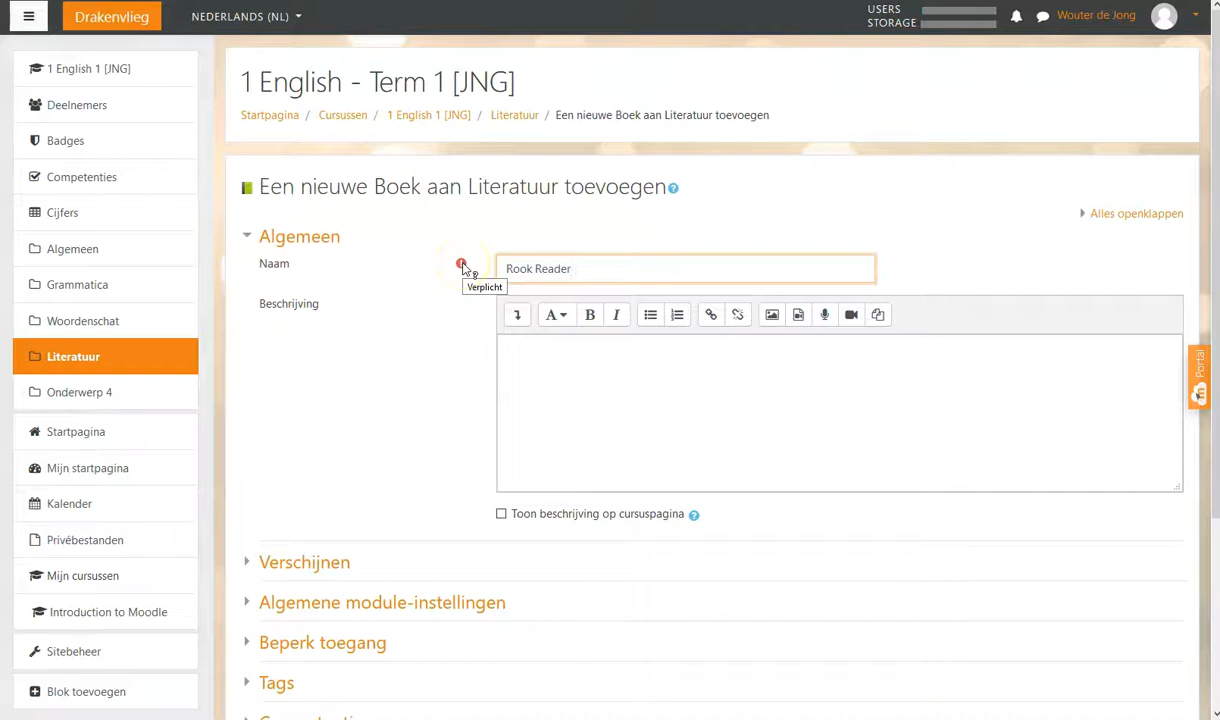 Drakenvlieg
NEDERLANDS (NL)
USERS
STORAGE
Wouter de Jong
1 English 1 [JNG]
Deelnemers
Badges
Competenties
Cijfers
Algemeen
Grammatica
Woordenschat
Literatuur
Onderwerp 4
Startpagina
Mijn startpagina
Kalender
Privébestanden
Mijn cursussen
Introduction to Moodle
Sitebeheer
Blok toevoegen
1 English - Term 1 [JNG]
Startpagina / Cursussen / 1 English 1 [JNG] / Literatuur / Een nieuwe Boek aan Literatuur toevoegen
Een nieuwe Boek aan Literatuur toevoegen
Alles openklappen
Algemeen
Naam
Rook Reader
Verplicht
Beschrijving
A B I
Toon beschrijving op cursuspagina
Verschijnen
Algemene module-instellingen
Beperk toegang
Tags
Portal